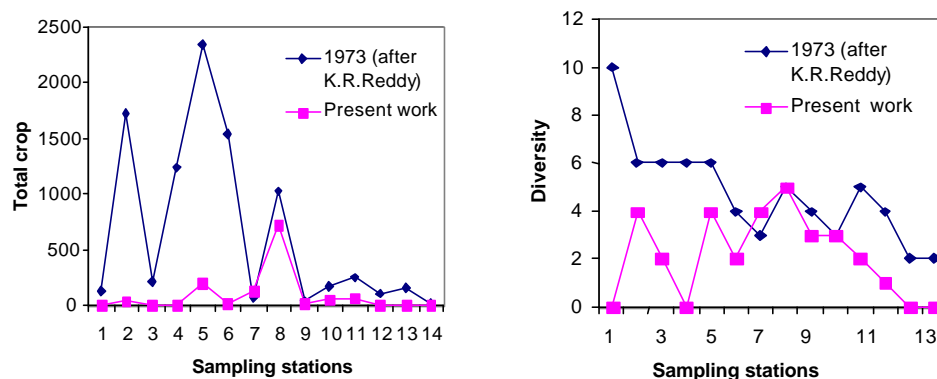 2500
2000
1500
1000
500
0
Total crop
1973 (after
K.R.Reddy)
Present work
1 2 3 4 5 6 7 8 9 10 11 12 13 14
Sampling stations
12
10
8
6
4
2
0
Diversity
1973 (after
K.R.Reddy)
Present work
1 3 5 7 9 11 13
Sampling stations